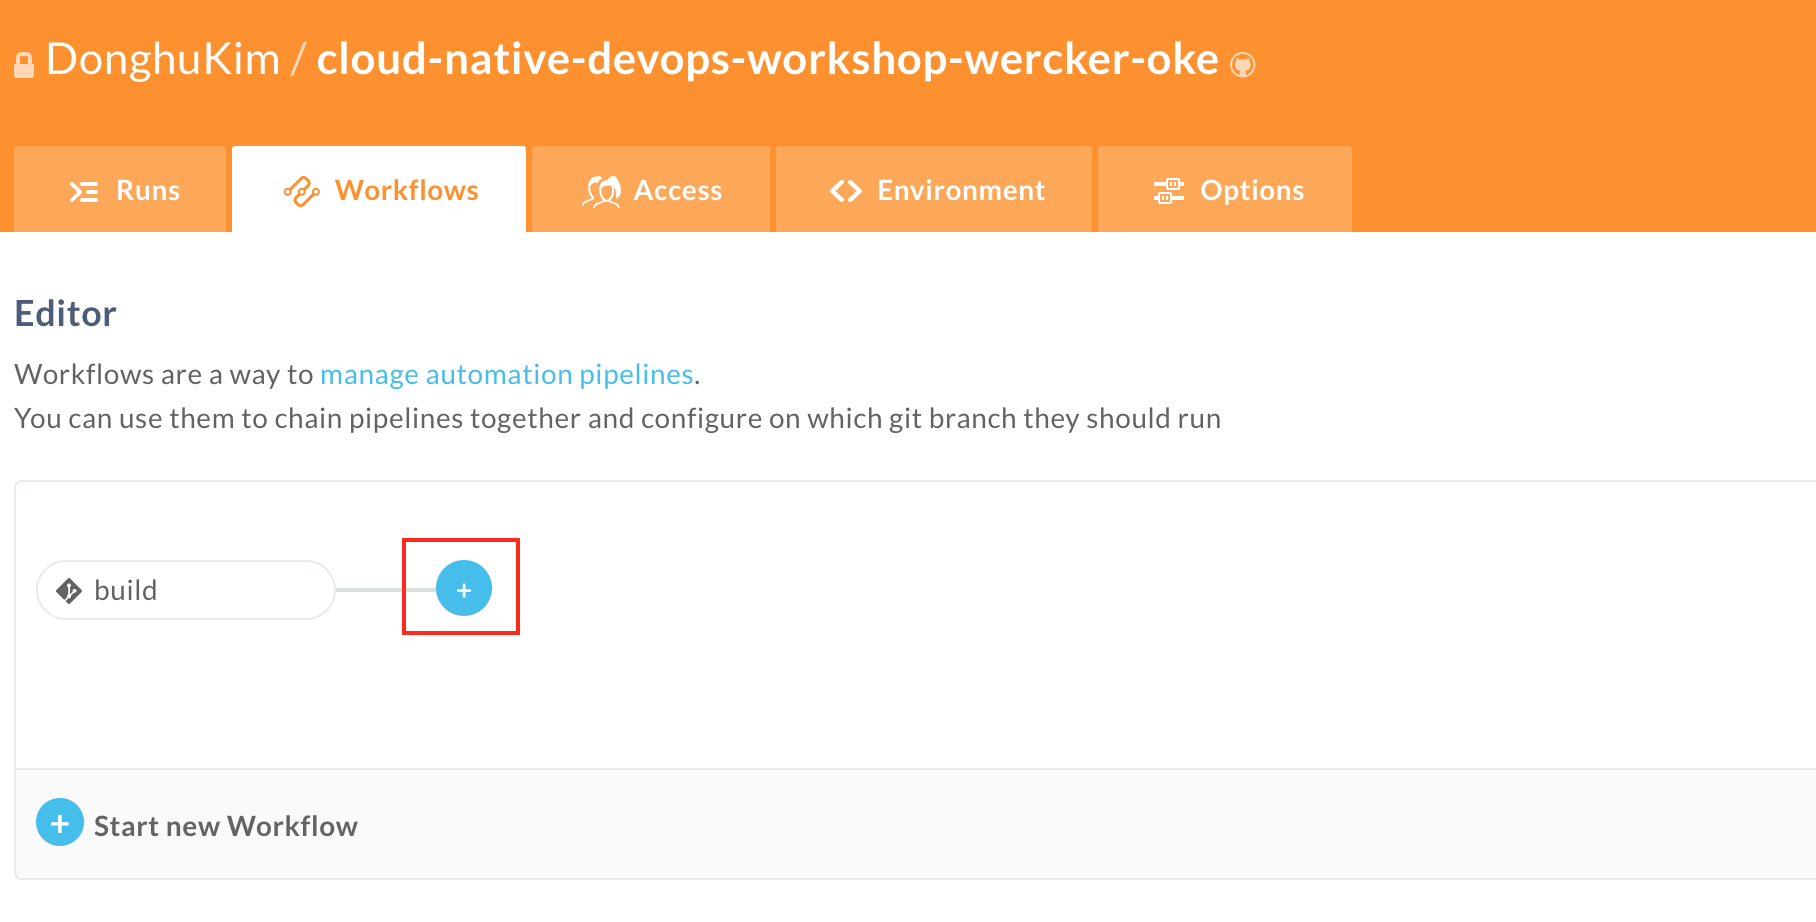 DonghuKim / cloud-native-devops-workshop-wercker-oke
Runs Workflows Access Environment Options
Editor
Workflows are a way to manage automation pipelines.
You can use them to chain pipelines together and configure on which git branch they should run
build +
+ Start new Workflow